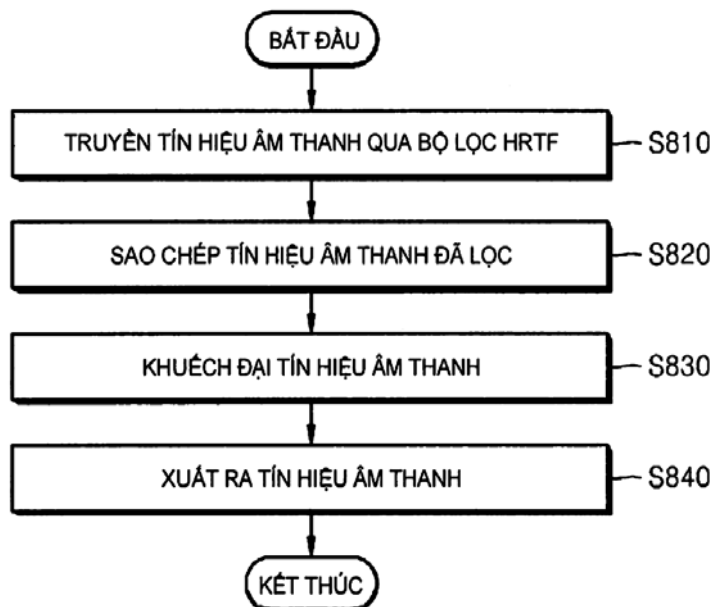 BẮT ĐẦU
TRUYỀN TÍN HIỆU ÂM THANH QUA BỘ LỌC HRTF
S810
SAO CHÉP TÍN HIỆU ÂM THANH ĐÃ LỌC
S820
KHUẾCH ĐẠI TÍN HIỆU ÂM THANH
S830
XUẤT RA TÍN HIỆU ÂM THANH
S840
KẾT THÚC